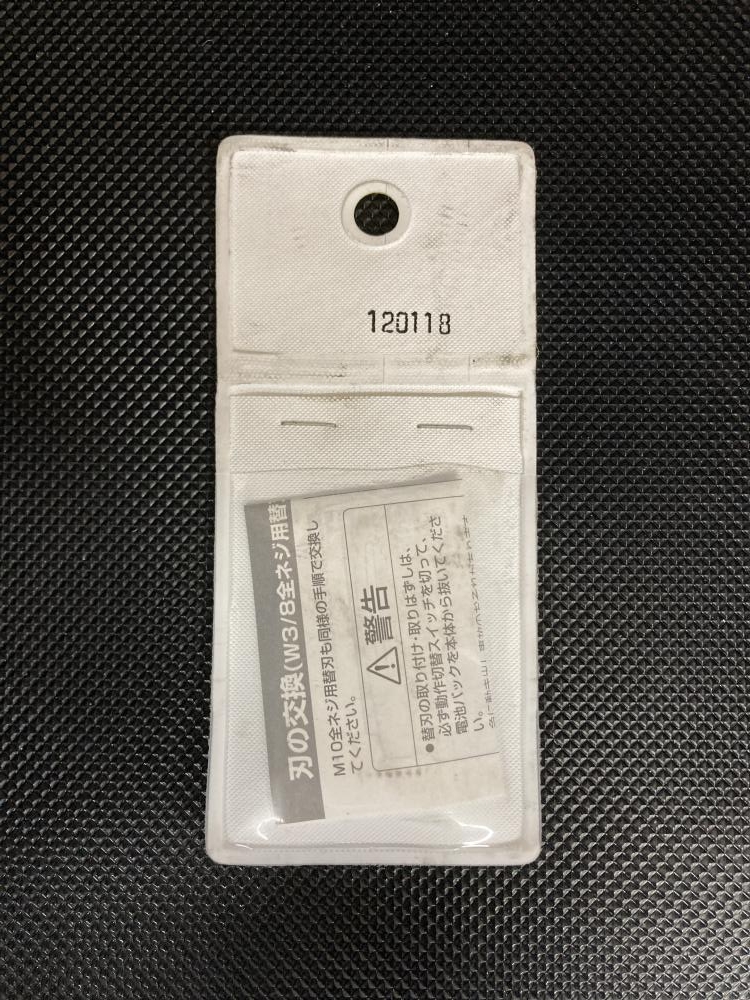 120118
刃の交換(W3/8全ネジ用替
M10全ネジ用替刃も同様の手順で交換し
てください。
警告
●替刃の取り付け・取りはずしは、
必ず動作切替スイッチを切って、
電池パックを本体から抜いてくださ
い。